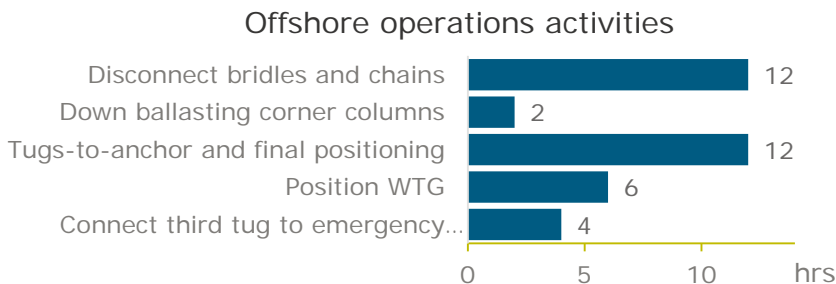 Offshore operations activities
Disconnect bridles and chains 12
Down ballasting corner columns 2
Tugs-to-anchor and final positioning 12
Position WTG 6
Connect third tug to emergency... 4
0 5 10 hrs